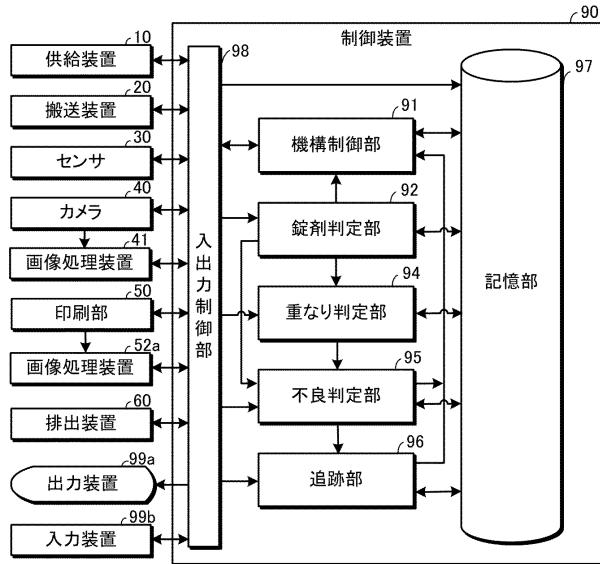 90
制御装置
10
供給装置
20
搬送装置
30
センサ
40
カメラ
41
画像処理装置
50
印刷部
52a
画像処理装置
60
排出装置
99a
出力装置
99b
入力装置
98
入出力制御部
91
機構制御部
92
錠剤判定部
94
重なり判定部
95
不良判定部
96
追跡部
97
記憶部